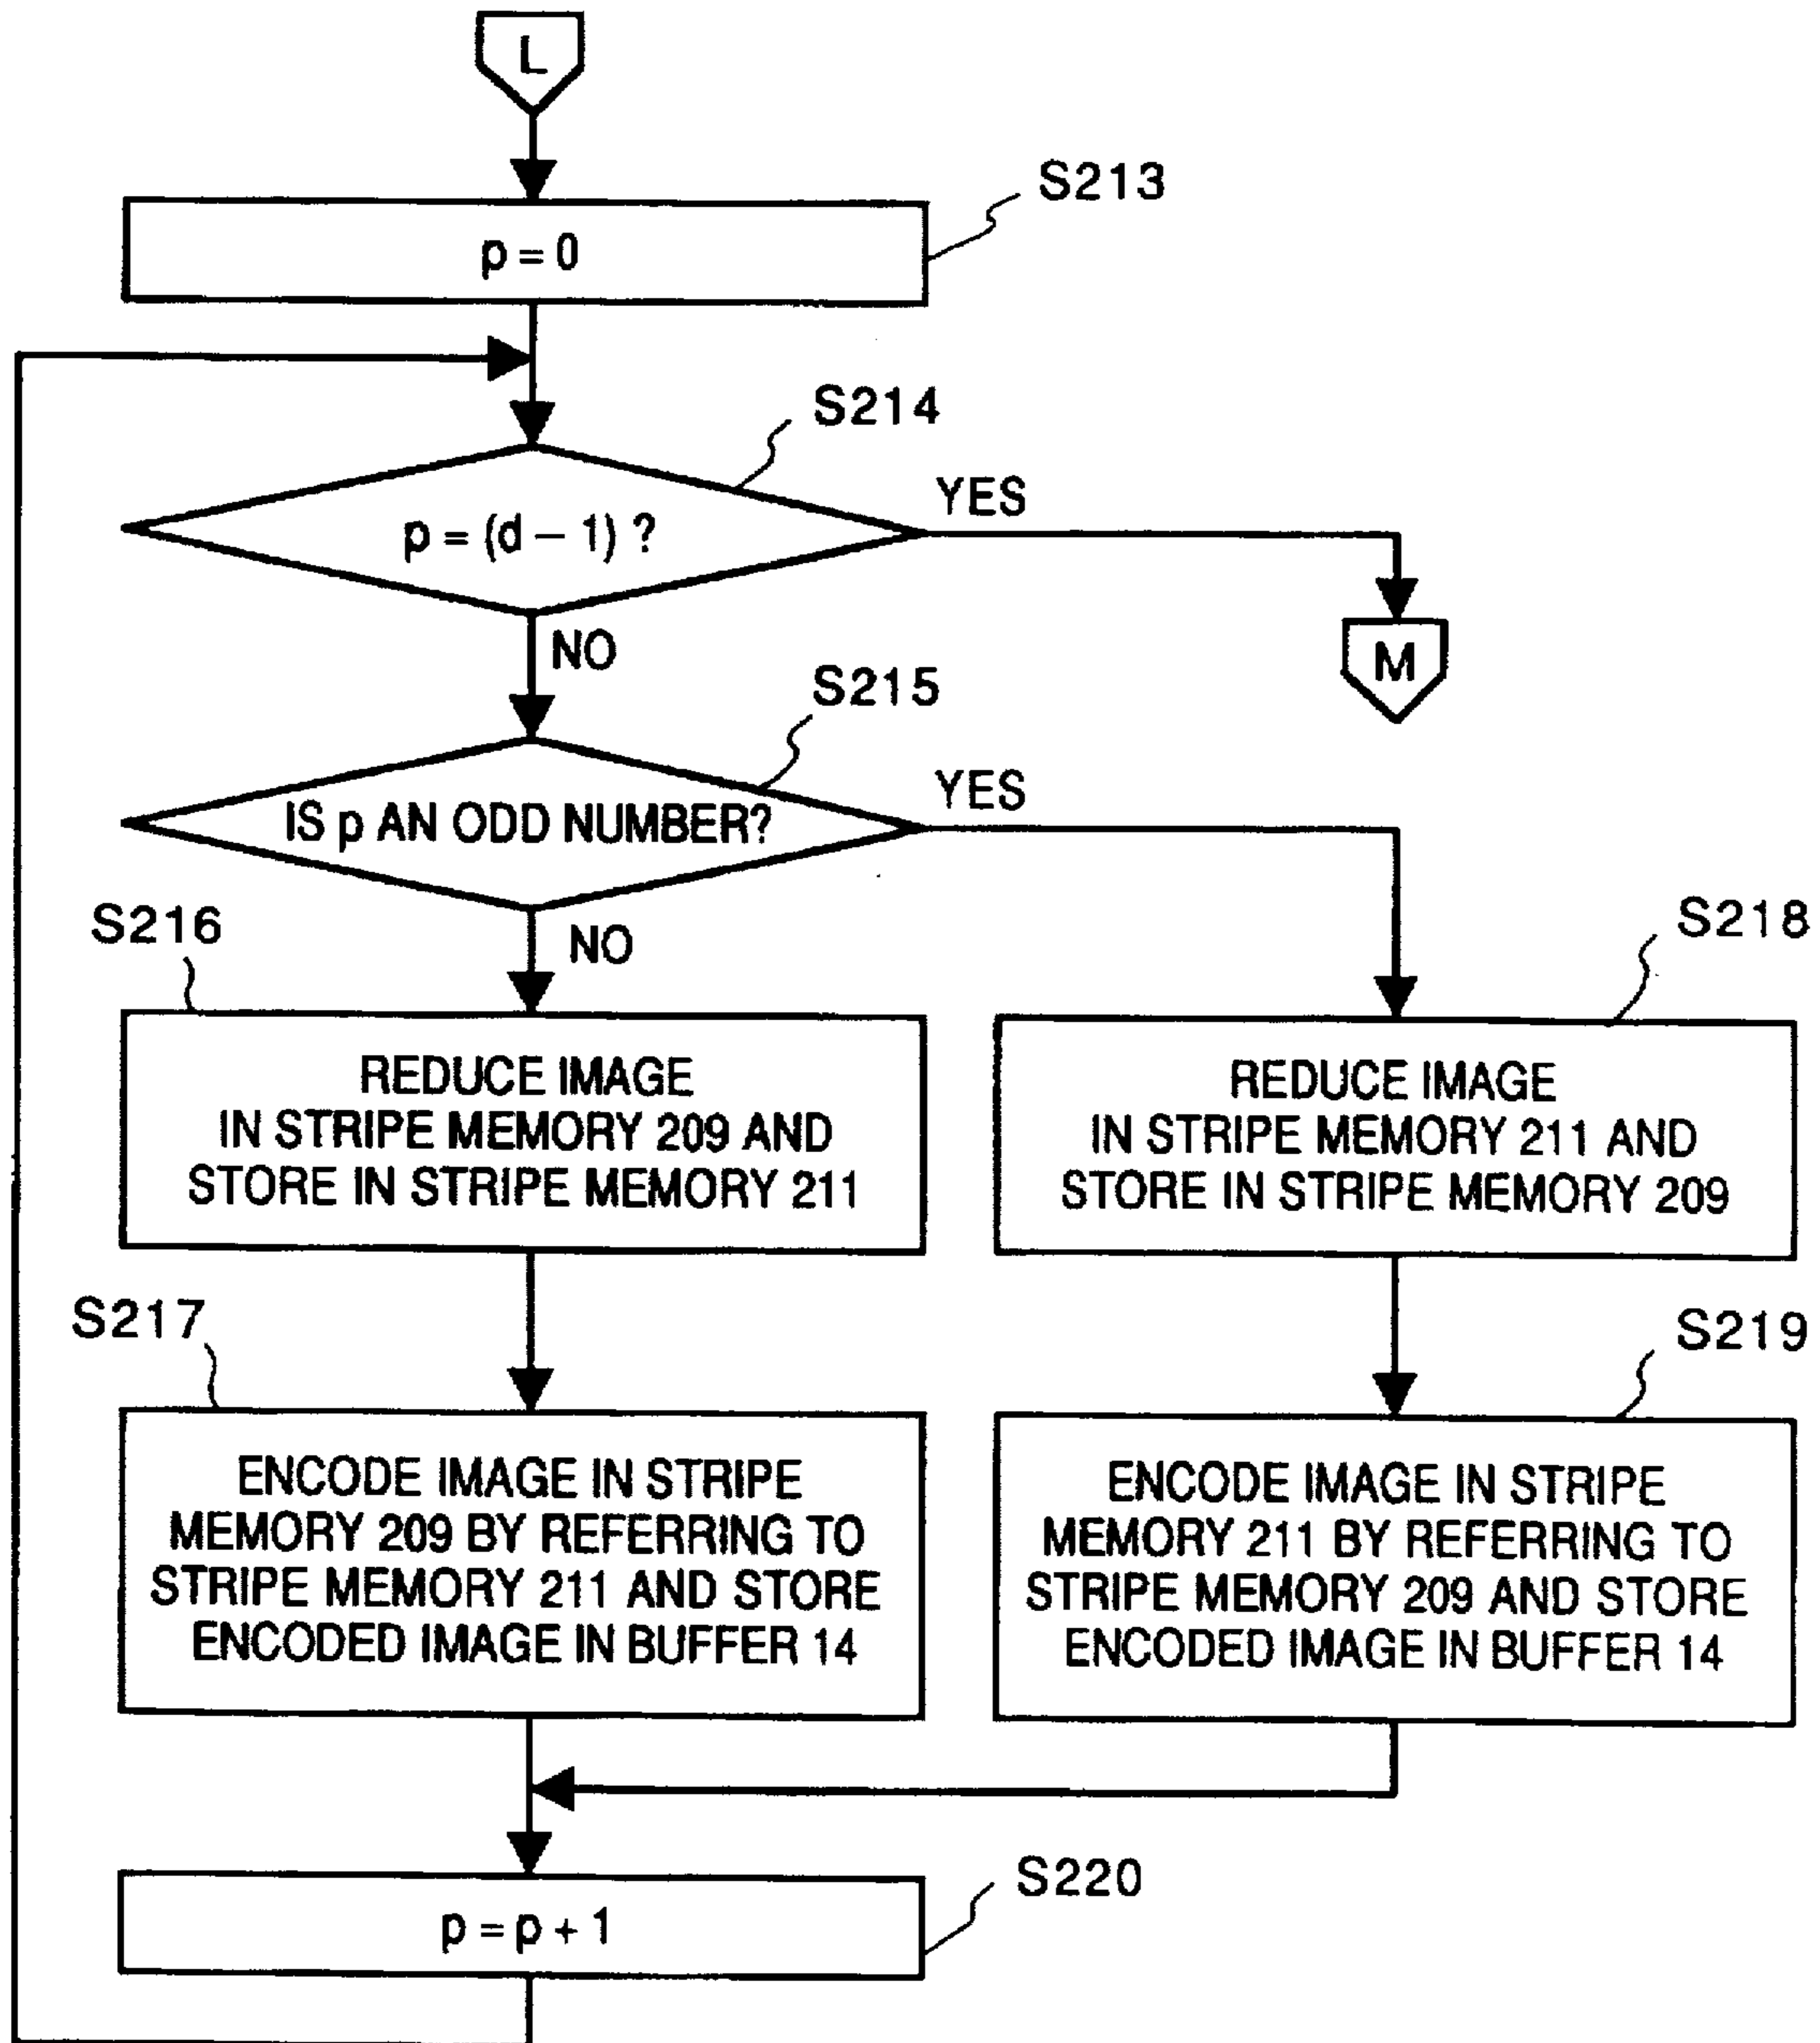 L
S213
p = 0
S214
p = (d – 1) ?
YES
M
NO
S215
IS p AN ODD NUMBER?
YES
NO
S216
REDUCE IMAGE
IN STRIPE MEMORY 209 AND
STORE IN STRIPE MEMORY 211
S218
REDUCE IMAGE
IN STRIPE MEMORY 211 AND
STORE IN STRIPE MEMORY 209
S217
ENCODE IMAGE IN STRIPE
MEMORY 209 BY REFERRING TO
STRIPE MEMORY 211 AND STORE
ENCODED IMAGE IN BUFFER 14
S219
ENCODE IMAGE IN STRIPE
MEMORY 211 BY REFERRING TO
STRIPE MEMORY 209 AND STORE
ENCODED IMAGE IN BUFFER 14
S220
p = p + 1